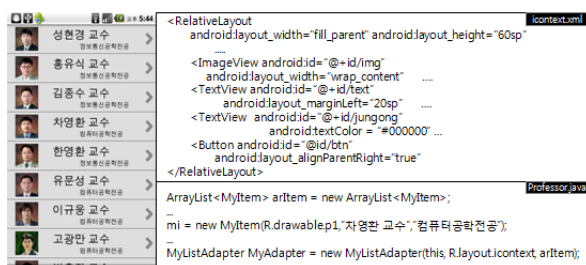 5:44
성현경 교수
정보통신공학전공
홍유식 교수
정보통신공학전공
김종수 교수
정보통신공학전공
차영환 교수
컴퓨터공학전공
한영환 교수
정보통신공학전공
유문성 교수
컴퓨터공학전공
이규웅 교수
컴퓨터공학전공
고광만 교수
컴퓨터공학전공
icontext.xml
<RelativeLayout
android:layout_width="fill_parent" android:layout_height="60sp"
.....
<ImageView android:id="@+id/img"
android:layout_width="wrap_content" ....
<TextView android:id="@+id/text"
android:layout_marginLeft="20sp" ....
<TextView android:id="@+id/jungong"
android:textColor = "#000000" ...
<Button android:id="@id/btn"
android:layout_alignParentRight="true"
</RelativeLayout>
Professor.java
ArrayList<MyItem> arItem = new ArrayList<MyItem>;
...
mi = new MyItem(R.drawable.p1,"차영환 교수","컴퓨터공학전공");
...
MyListAdapter MyAdapter = new MyListAdapter(this, R.layout.icontext, arItem);